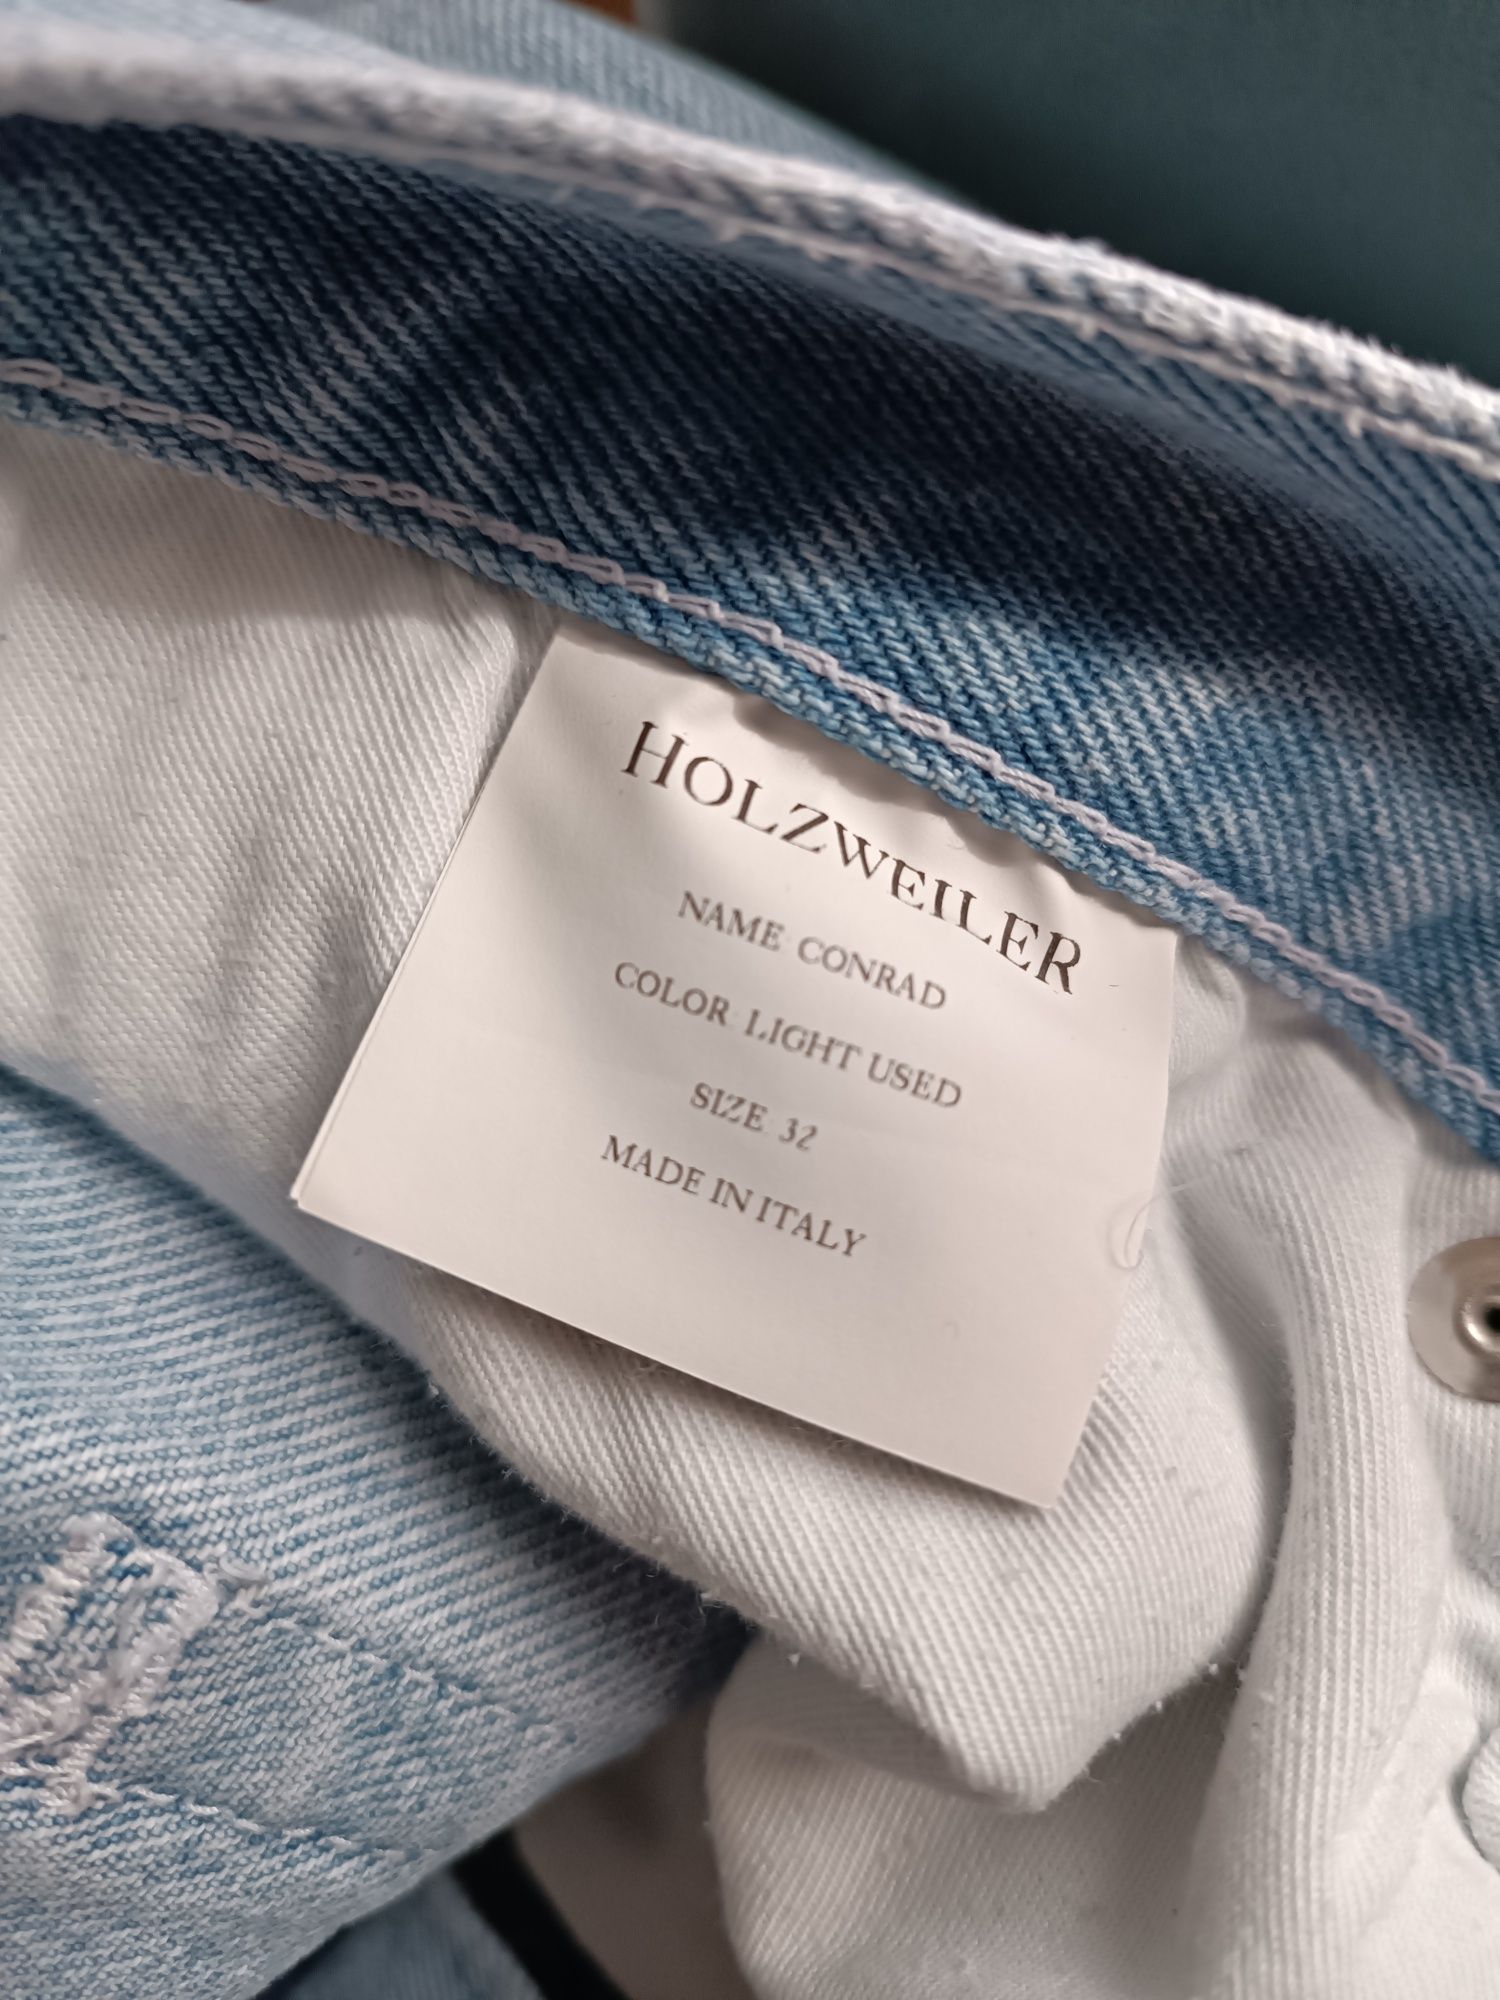 HOLZWEILER
NAME: CONRAD
COLOR: LIGHT USED
SIZE: 32
MADE IN ITALY